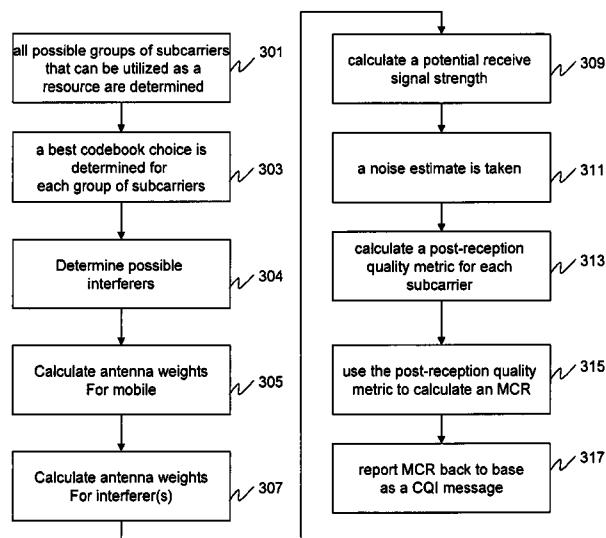 all possible groups of subcarriers
that can be utilized as a
resource are determined
301
a best codebook choice is
determined for
each group of subcarriers
303
Determine possible
interferers
304
Calculate antenna weights
For mobile
305
Calculate antenna weights
For interferer(s)
307
calculate a potential receive
signal strength
309
a noise estimate is taken
311
calculate a post-reception
quality metric for each
subcarrier
313
use the post-reception quality
metric to calculate an MCR
315
report MCR back to base
as a CQI message
317